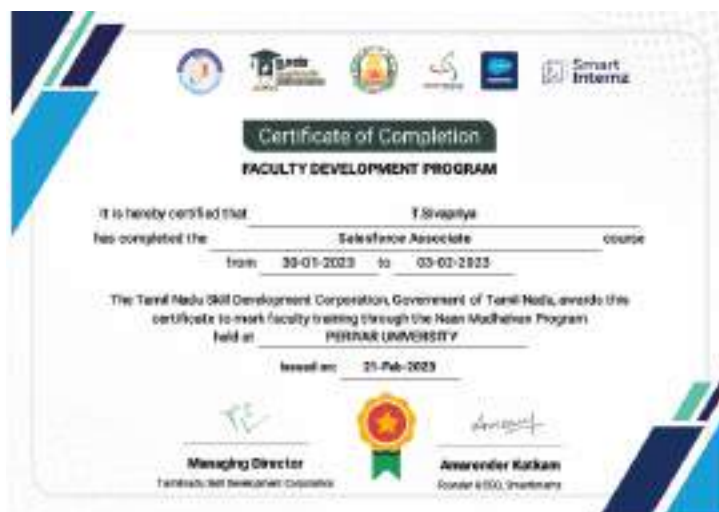 Smart
Internz
Certificate of Completion
FACULTY DEVELOPMENT PROGRAM
It is hereby certified that T.Sivapriya
has completed the Salesforce Associate course
from 30-01-2023 to 03-02-2023
The Tamil Nadu Skill Development Corporation, Government of Tamil Nadu, awards this
certificate to mark faculty training through the Naan Mudhalvan Program
held at PERIYAR UNIVERSITY
Issued on: 21-Feb-2023
Managing Director Amarender Katkam
Tamilnadu Skill Development Corporation Founder & CEO, SmartInternz